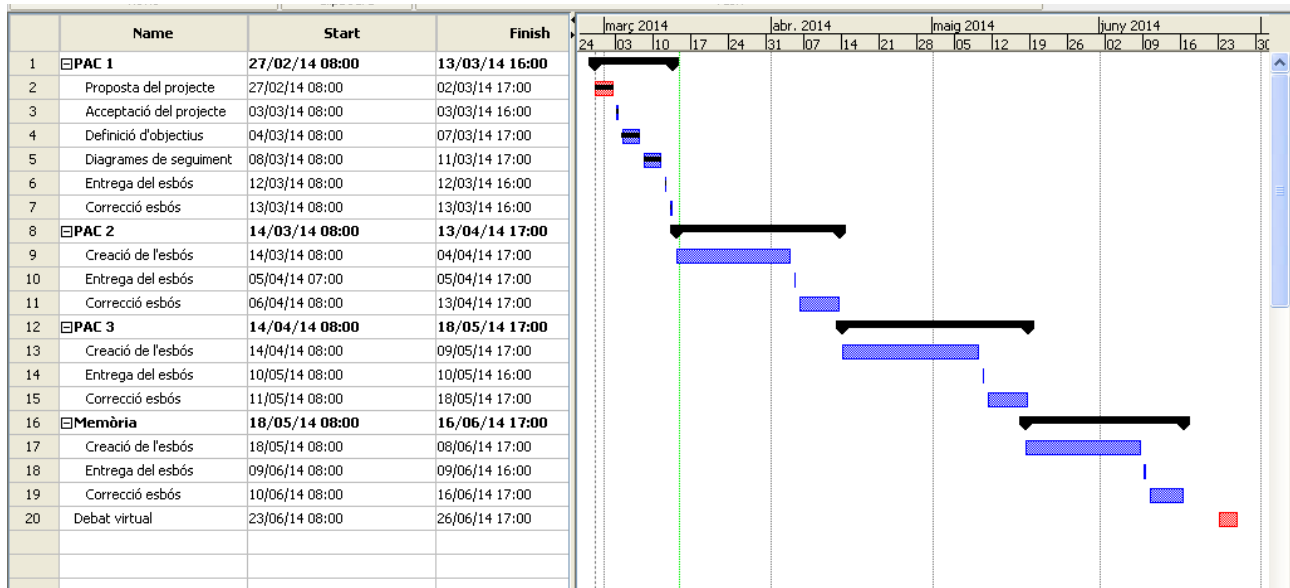 Name Start Finish
març 2014 abr. 2014 maig 2014 juny 2014
24 03 10 17 24 31 07 14 21 28 05 12 19 26 02 09 16 23 30
1 PAC 1 27/02/14 08:00 13/03/14 16:00
2 Proposta del projecte 27/02/14 08:00 02/03/14 17:00
3 Acceptació del projecte 03/03/14 08:00 03/03/14 16:00
4 Definició d'objectius 04/03/14 08:00 07/03/14 17:00
5 Diagrames de seguiment 08/03/14 08:00 11/03/14 17:00
6 Entrega del esbós 12/03/14 08:00 12/03/14 16:00
7 Correcció esbós 13/03/14 08:00 13/03/14 16:00
8 PAC 2 14/03/14 08:00 13/04/14 17:00
9 Creació de l'esbós 14/03/14 08:00 04/04/14 17:00
10 Entrega del esbós 05/04/14 07:00 05/04/14 17:00
11 Correcció esbós 06/04/14 08:00 13/04/14 17:00
12 PAC 3 14/04/14 08:00 18/05/14 17:00
13 Creació de l'esbós 14/04/14 08:00 09/05/14 17:00
14 Entrega del esbós 10/05/14 08:00 10/05/14 16:00
15 Correcció esbós 11/05/14 08:00 18/05/14 17:00
16 Memòria 18/05/14 08:00 16/06/14 17:00
17 Creació de l'esbós 18/05/14 08:00 08/06/14 17:00
18 Entrega del esbós 09/06/14 08:00 09/06/14 16:00
19 Correcció esbós 10/06/14 08:00 16/06/14 17:00
20 Debat virtual 23/06/14 08:00 26/06/14 17:00